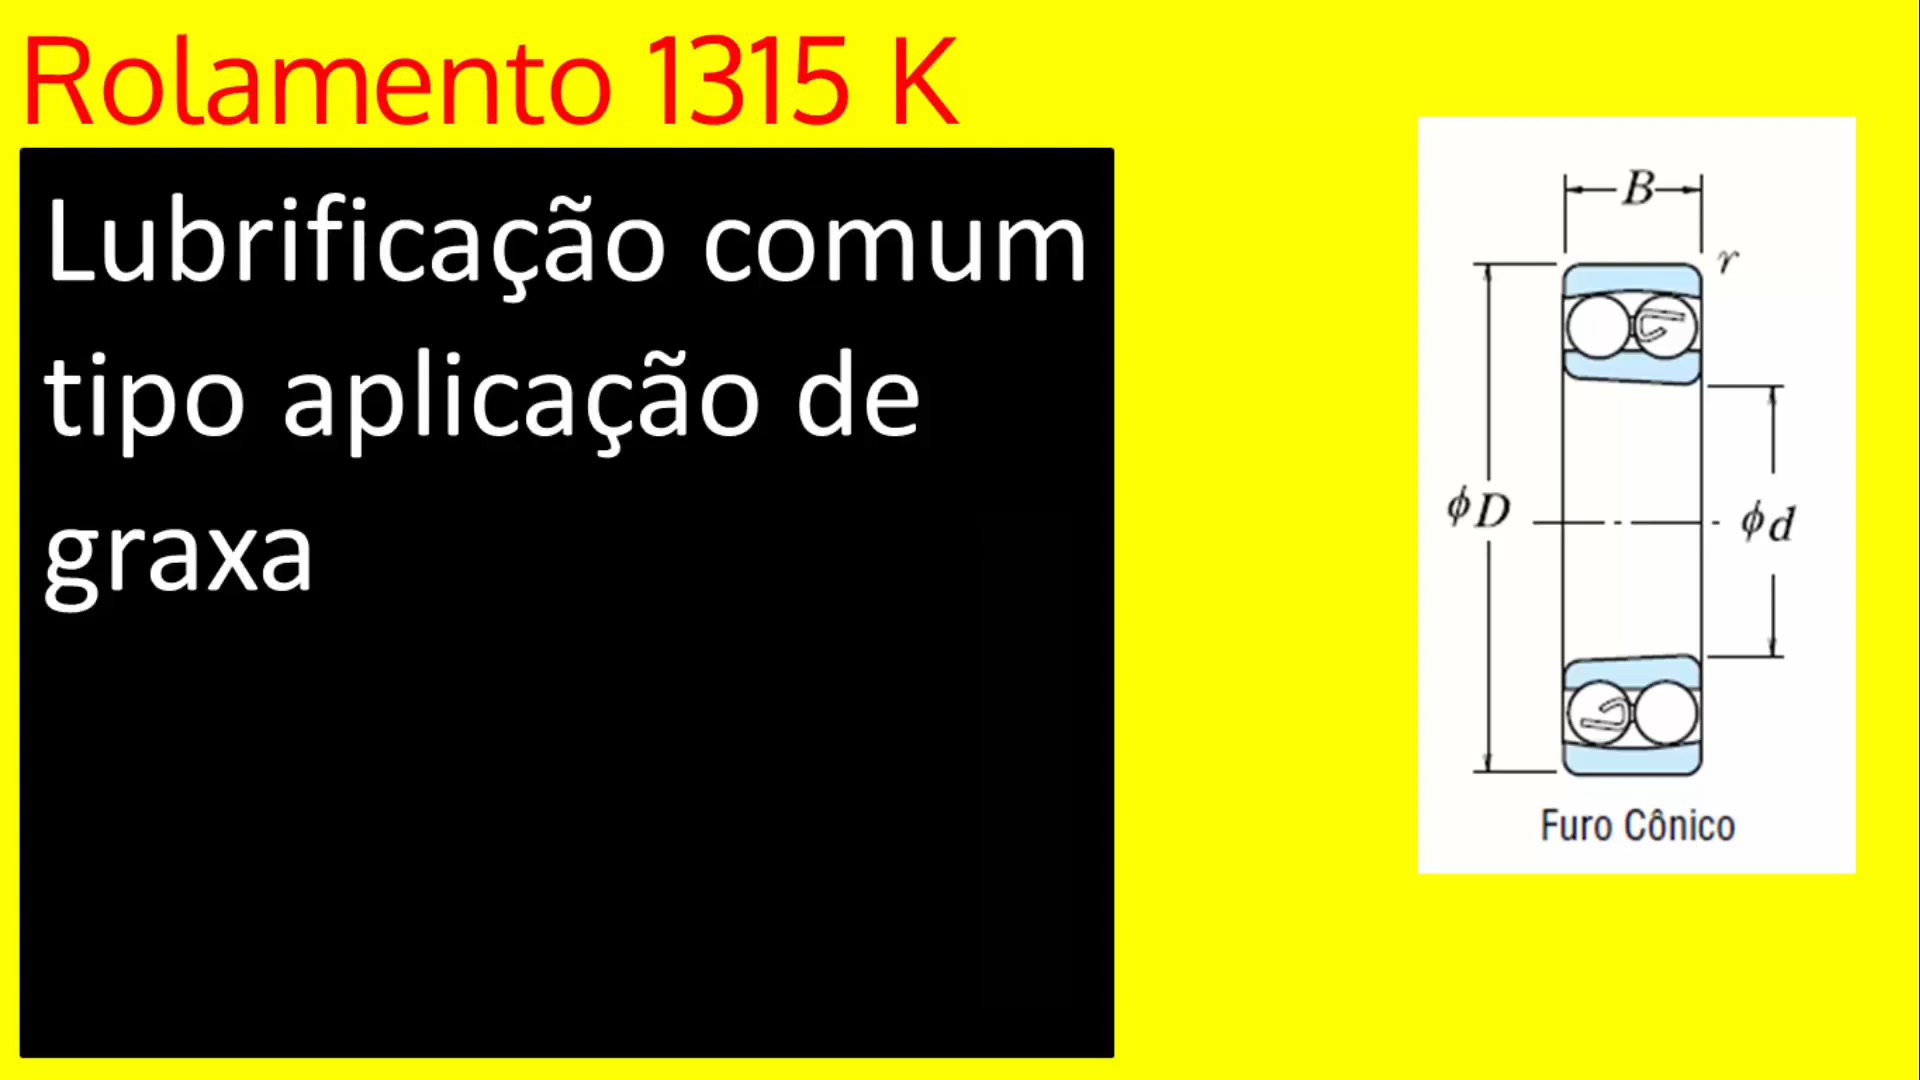 Rolamento 1315 K
Lubrificação comum
tipo aplicação de
graxa
B
r
ϕD
ϕd
Furo Cônico